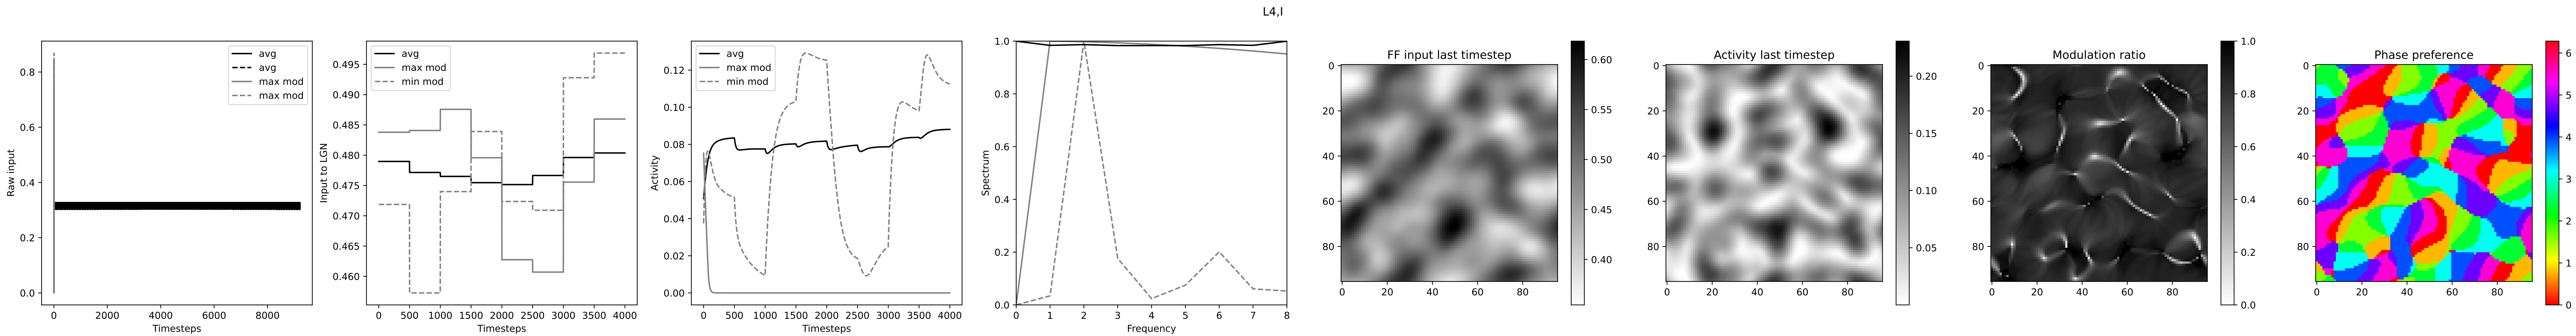 L4,I
avg
avg
max mod
max mod
0.8
0.6
0.4
0.2
0.0
Raw input
0 2000 4000 6000 8000
Timesteps
avg
max mod
min mod
0.495
0.490
0.485
0.480
0.475
0.470
0.465
0.460
Input to LGN
0 500 1000 1500 2000 2500 3000 3500 4000
Timesteps
avg
max mod
min mod
0.12
0.10
0.08
0.06
0.04
0.02
0.00
Activity
0 500 1000 1500 2000 2500 3000 3500 4000
Timesteps
1.0
0.8
0.6
0.4
0.2
0.0
Spectrum
0 1 2 3 4 5 6 7 8
Frequency
FF input last timestep
0
20
40
60
80
0 20 40 60 80
0.60
0.55
0.50
0.45
0.40
Activity last timestep
0
20
40
60
80
0 20 40 60 80
0.20
0.15
0.10
0.05
Modulation ratio
0
20
40
60
80
0 20 40 60 80
1.0
0.8
0.6
0.4
0.2
0.0
Phase preference
0
20
40
60
80
0 20 40 60 80
6
5
4
3
2
1
0